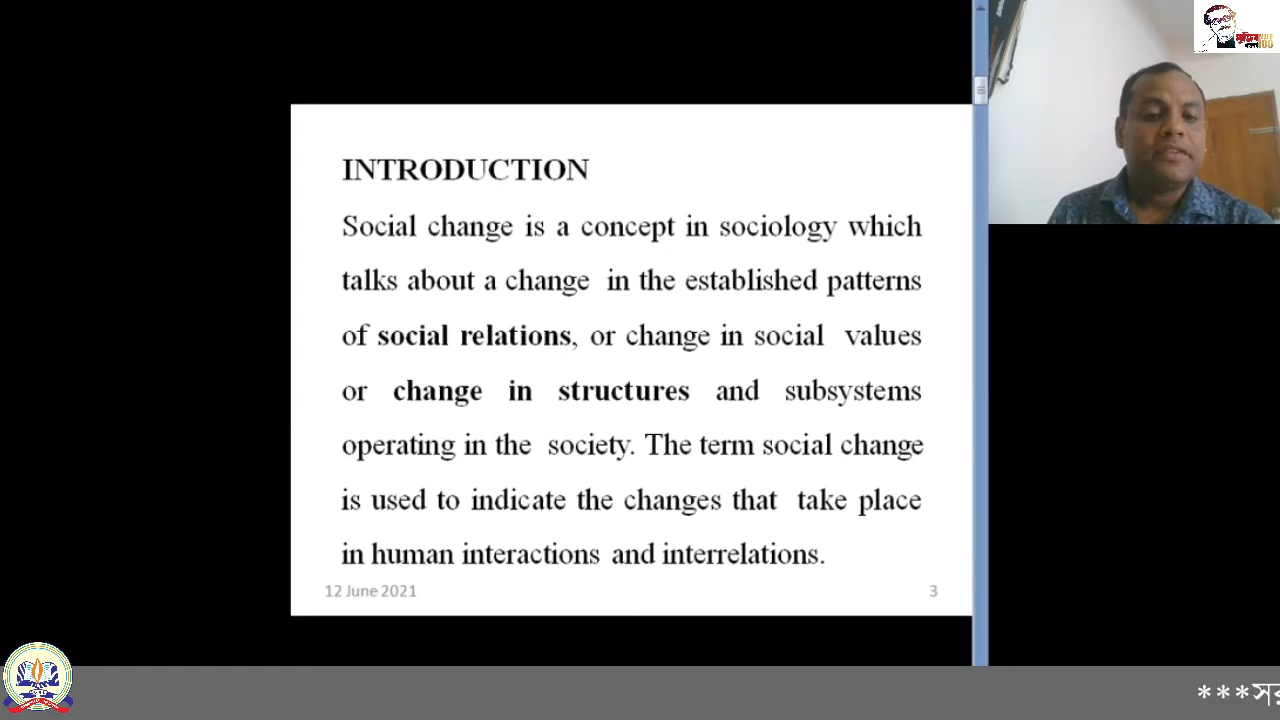 INTRODUCTION
Social change is a concept in sociology which
talks about a change in the established patterns
of social relations, or change in social values
or change in structures and subsystems
operating in the society. The term social change
is used to indicate the changes that take place
in human interactions and interrelations.
12 June 2021
3
100